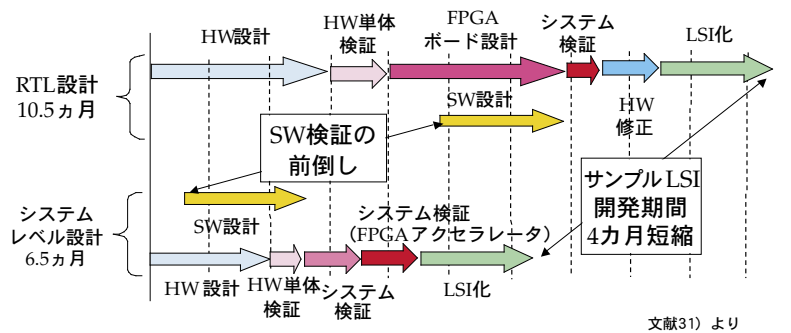 HW設計
HW単体
検証
FPGA
ボード設計
システム
検証
LSI化
RTL設計
10.5ヵ月
SW設計
HW
修正
SW検証の
前倒し
サンプルLSI
開発期間
4カ月短縮
システム
レベル設計
6.5ヵ月
SW設計
システム検証
(FPGAアクセラレータ)
HW設計
HW単体
検証
システム
検証
LSI化
文献31)より